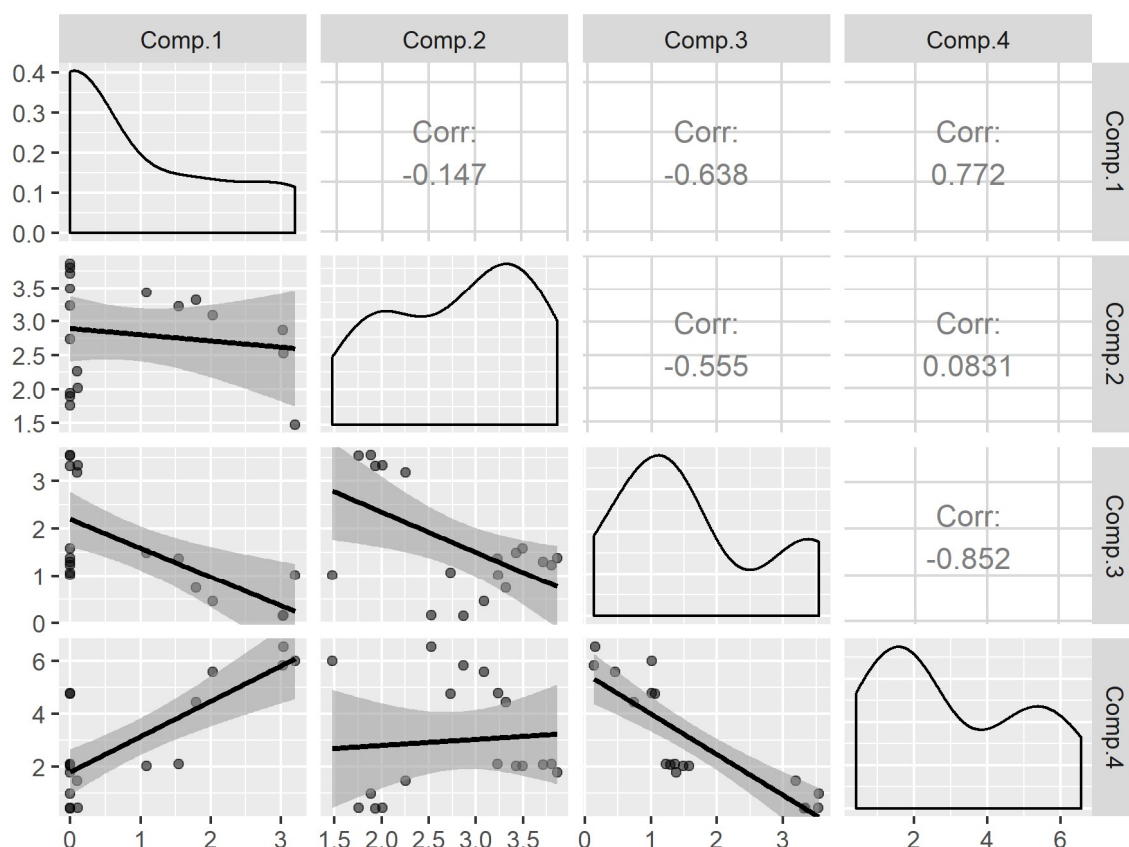 Comp.1 Comp.2 Comp.3 Comp.4
0.4
0.3
0.2
0.1
0.0
Corr:
-0.147
Corr:
-0.638
Corr:
0.772
Comp.1
3.5
3.0
2.5
2.0
1.5
Corr:
-0.555
Corr:
0.0831
Comp.2
3
2
1
0
Corr:
-0.852
Comp.3
6
4
2
Comp.4
0 1 2 3 1.5 2.0 2.5 3.0 3.5 0 1 2 3 2 4 6